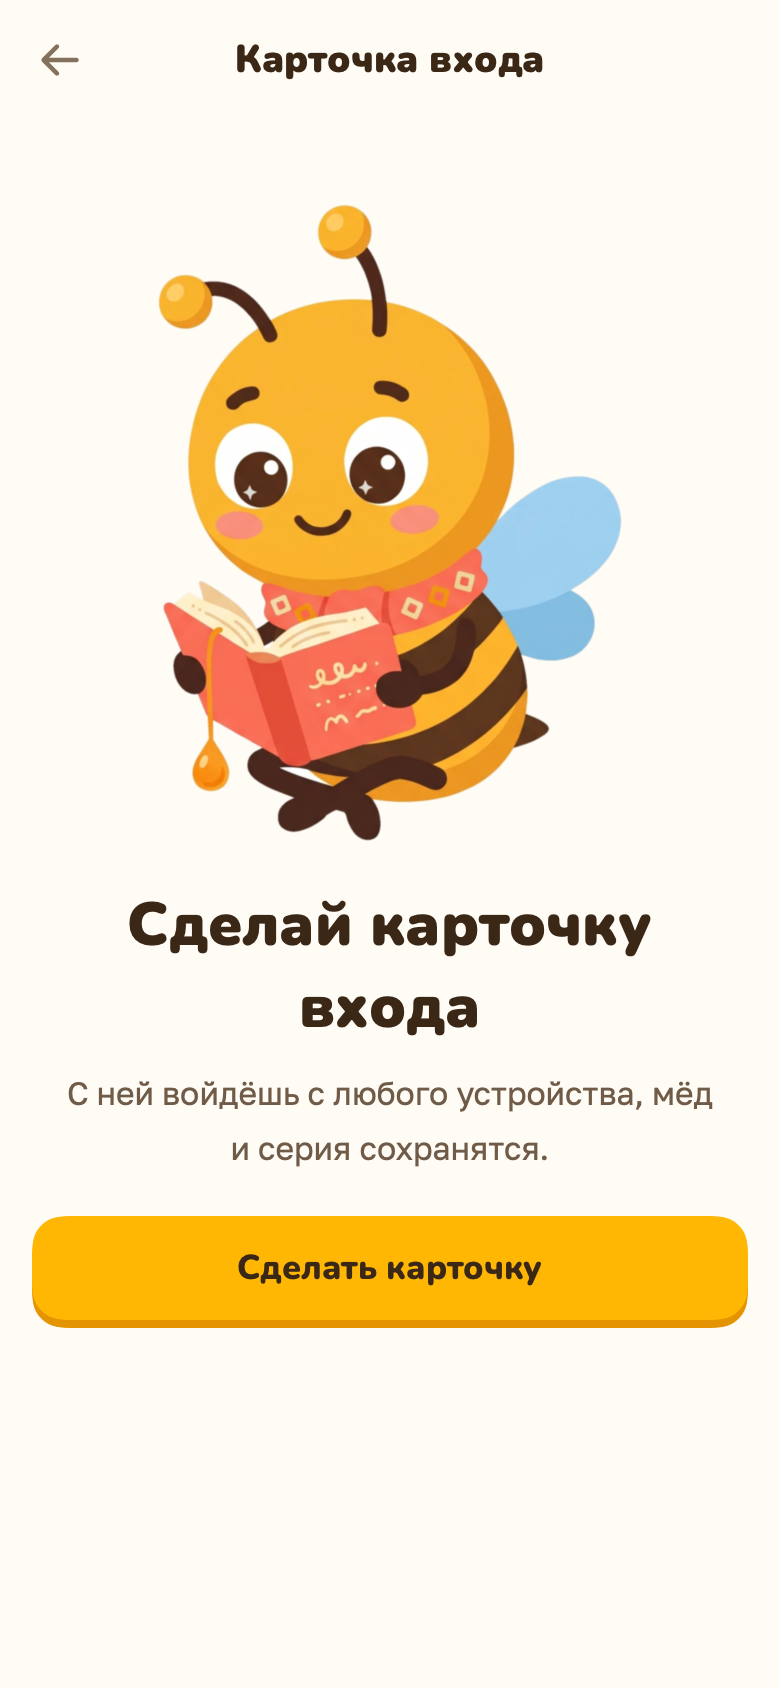 Карточка входа
Сделай карточку
входа
С ней войдёшь с любого устройства, мёд
и серия сохранятся.
Сделать карточку